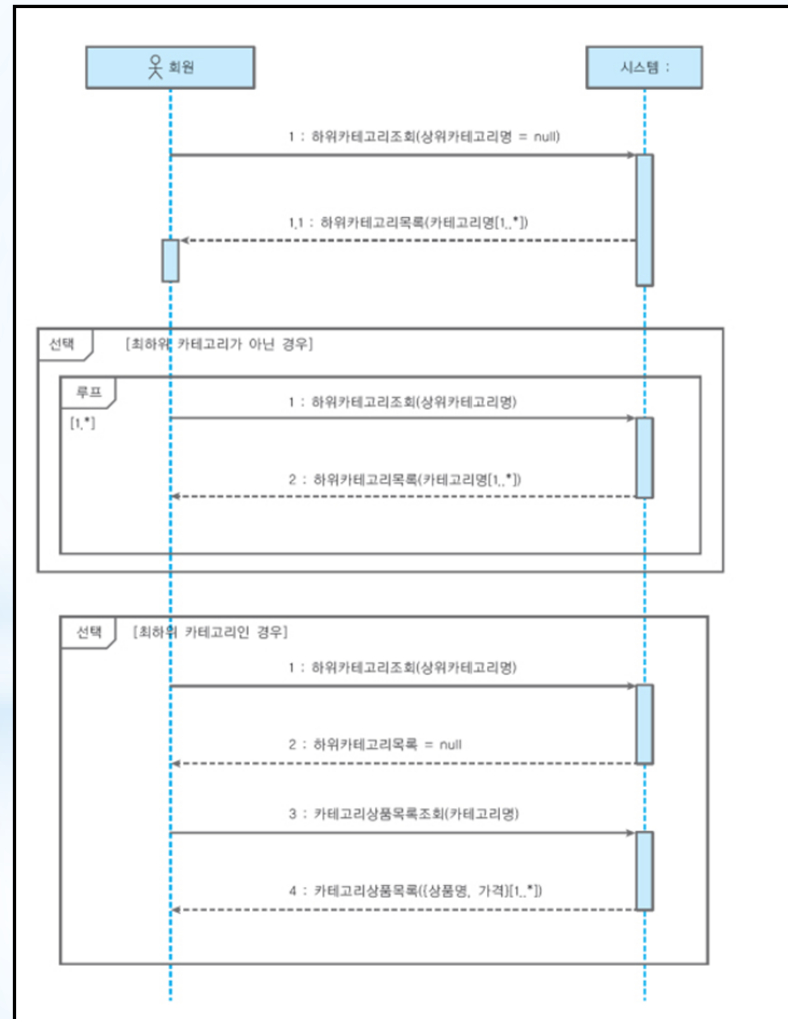 회원
시스템 :
1 : 하위카테고리조회(상위카테고리명 = null)
1.1 : 하위카테고리목록(카테고리명[1..*])
선택 [최하위 카테고리가 아닌 경우]
루프
[1.*]
1 : 하위카테고리조회(상위카테고리명)
2 : 하위카테고리목록(카테고리명[1..*])
선택 [최하위 카테고리인 경우]
1 : 하위카테고리조회(상위카테고리명)
2 : 하위카테고리목록 = null
3 : 카테고리상품목록조회(카테고리명)
4 : 카테고리상품목록((상품명, 가격)[1..*])